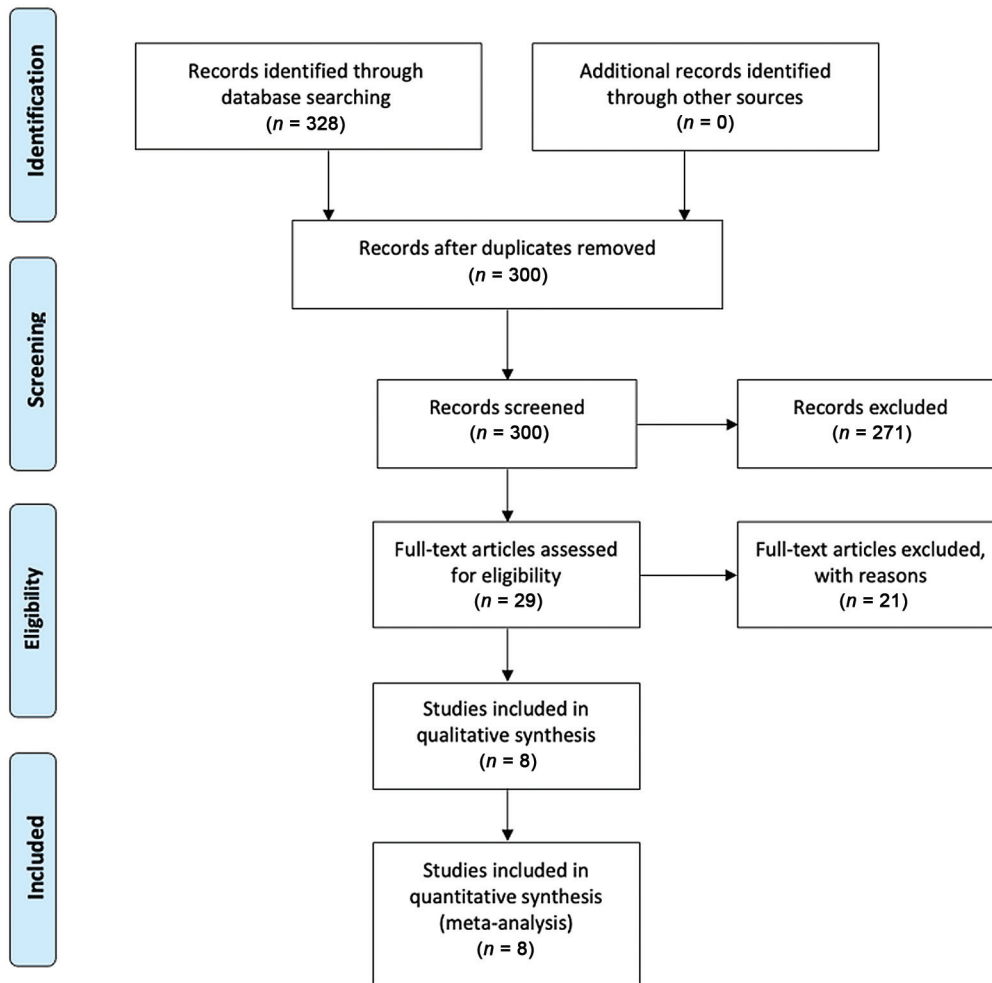 Identification
Records identified through
database searching
(n = 328)
Additional records identified
through other sources
(n = 0)
Records after duplicates removed
(n = 300)
Screening
Records screened
(n = 300)
Records excluded
(n = 271)
Eligibility
Full-text articles assessed
for eligibility
(n = 29)
Full-text articles excluded,
with reasons
(n = 21)
Studies included in
qualitative synthesis
(n = 8)
Included
Studies included in
quantitative synthesis
(meta-analysis)
(n = 8)